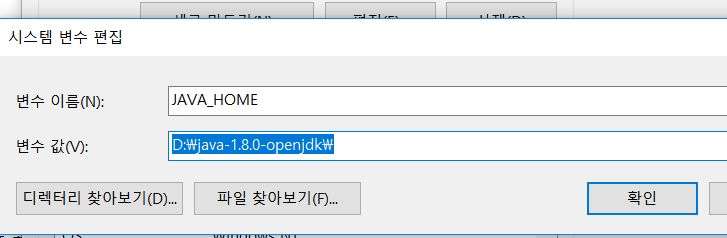 시스템 변수 편집
변수 이름(N):
JAVA_HOME
변수 값(V):
D:₩java-1.8.0-openjdk₩
디렉터리 찾아보기(D)...
파일 찾아보기(F)...
확인